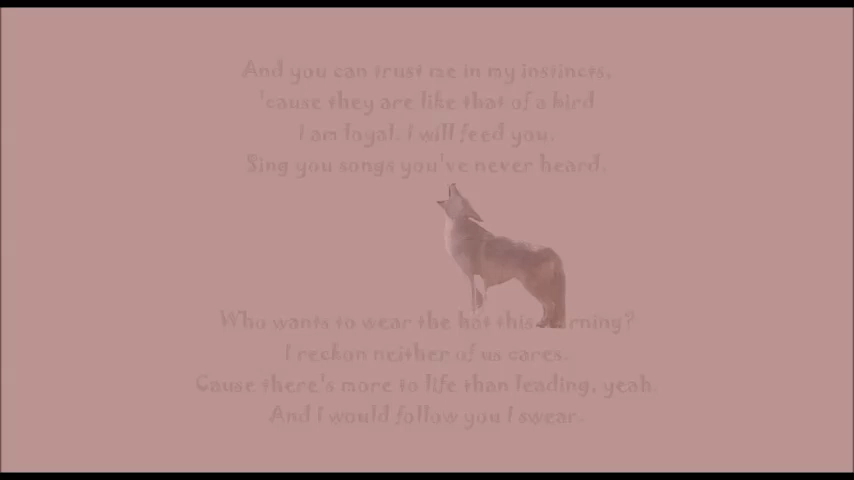 And you can trust me in my instincts,
'cause they are like that of a bird
I am loyal. I will feed you.
Sing you songs you've never heard.
Who wants to wear the hat this
I reckon neither of us cares.
Cause there's more to life than leading, yeah
And I would follow you I swear.